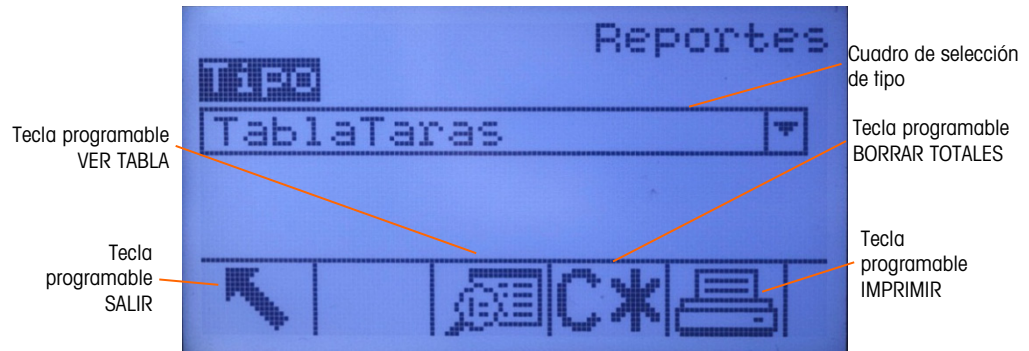 Reportes
Tipo
TablaTaras
Cuadro de selección
de tipo
Tecla programable
VER TABLA
Tecla programable
BORRAR TOTALES
Tecla
programable
SALIR
Tecla
programable
IMPRIMIR
C*